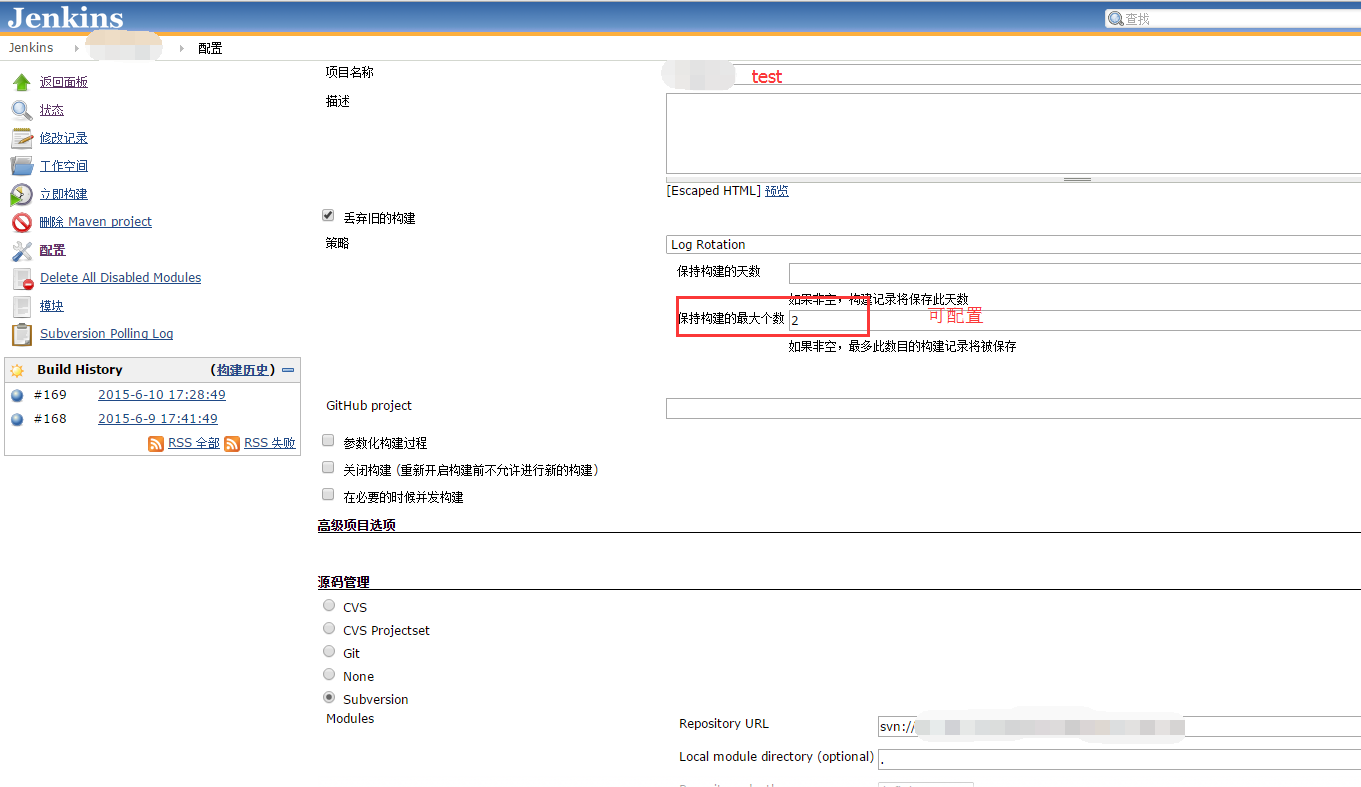 Jenkins
查找
Jenkins 配置
返回面板
状态
修改记录
工作空间
立即构建
删除 Maven project
配置
Delete All Disabled Modules
模块
Subversion Polling Log
Build History (构建历史)
#169 2015-6-10 17:28:49
#168 2015-6-9 17:41:49
RSS 全部 RSS 失败
项目名称 test
描述
[Escaped HTML] 预览
丢弃旧的构建
策略 Log Rotation
保持构建的天数
如果非空，构建记录将保存此天数
保持构建的最大个数 2 可配置
如果非空，最多此数目的构建记录将被保存
GitHub project
参数化构建过程
关闭构建 (重新开启构建前不允许进行新的构建)
在必要的时候并发构建
高级项目选项
源码管理
CVS
CVS Projectset
Git
None
Subversion
Modules
Repository URL svn://
Local module directory (optional) .